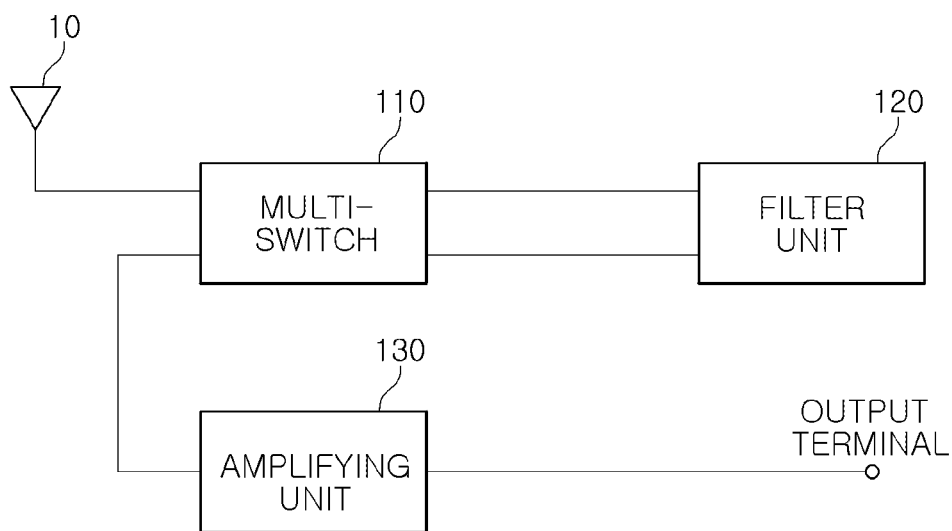 10
110
120
MULTI-
SWITCH
FILTER
UNIT
130
OUTPUT
TERMINAL
AMPLIFYING
UNIT